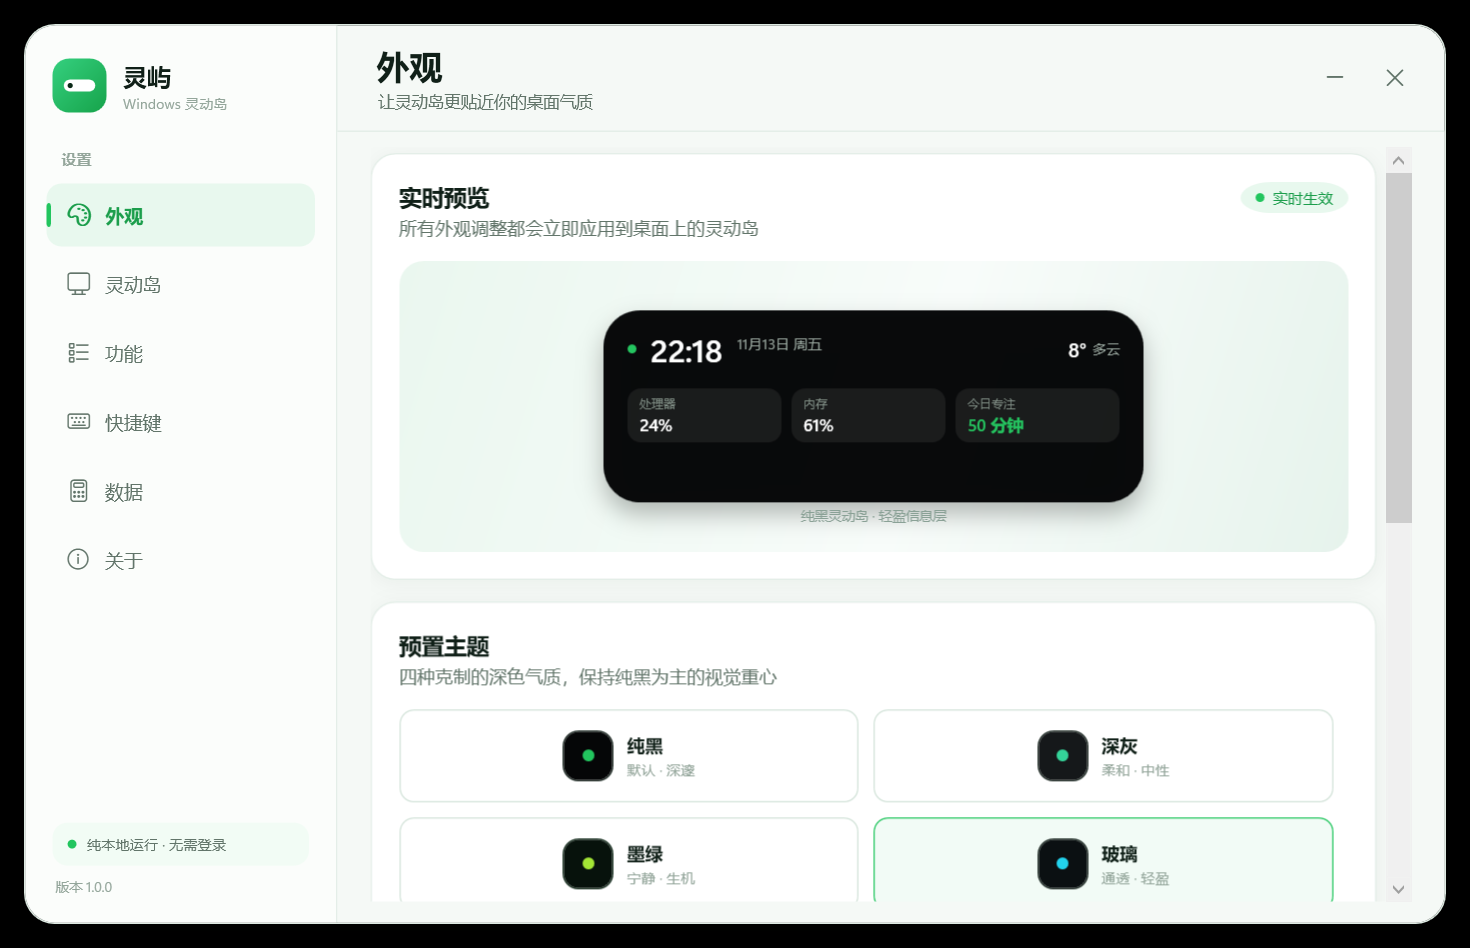 灵屿
Windows 灵动岛
设置
外观
灵动岛
功能
快捷键
数据
关于
纯本地运行 · 无需登录
版本 1.0.0
外观
让灵动岛更贴近你的桌面气质
实时预览
实时生效
所有外观调整都会立即应用到桌面上的灵动岛
22:18 11月13日 周五
8° 多云
处理器
24%
内存
61%
今日专注
50 分钟
纯黑灵动岛 · 轻盈信息层
预置主题
四种克制的深色气质，保持纯黑为主的视觉重心
纯黑
默认 · 深邃
深灰
柔和 · 中性
墨绿
宁静 · 生机
玻璃
通透 · 轻盈